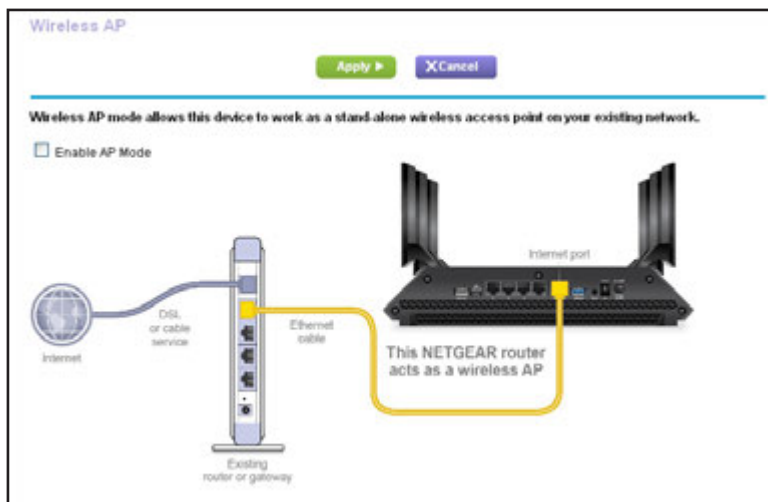 Wireless AP
Apply
X Cancel
Wireless AP mode allows this device to work as a stand-alone wireless access point on your existing network.
Enable AP Mode
Internet port
DSL
or cable
service
Ethernet
cable
Internet
This NETGEAR router
acts as a wireless AP
Existing
router or gateway